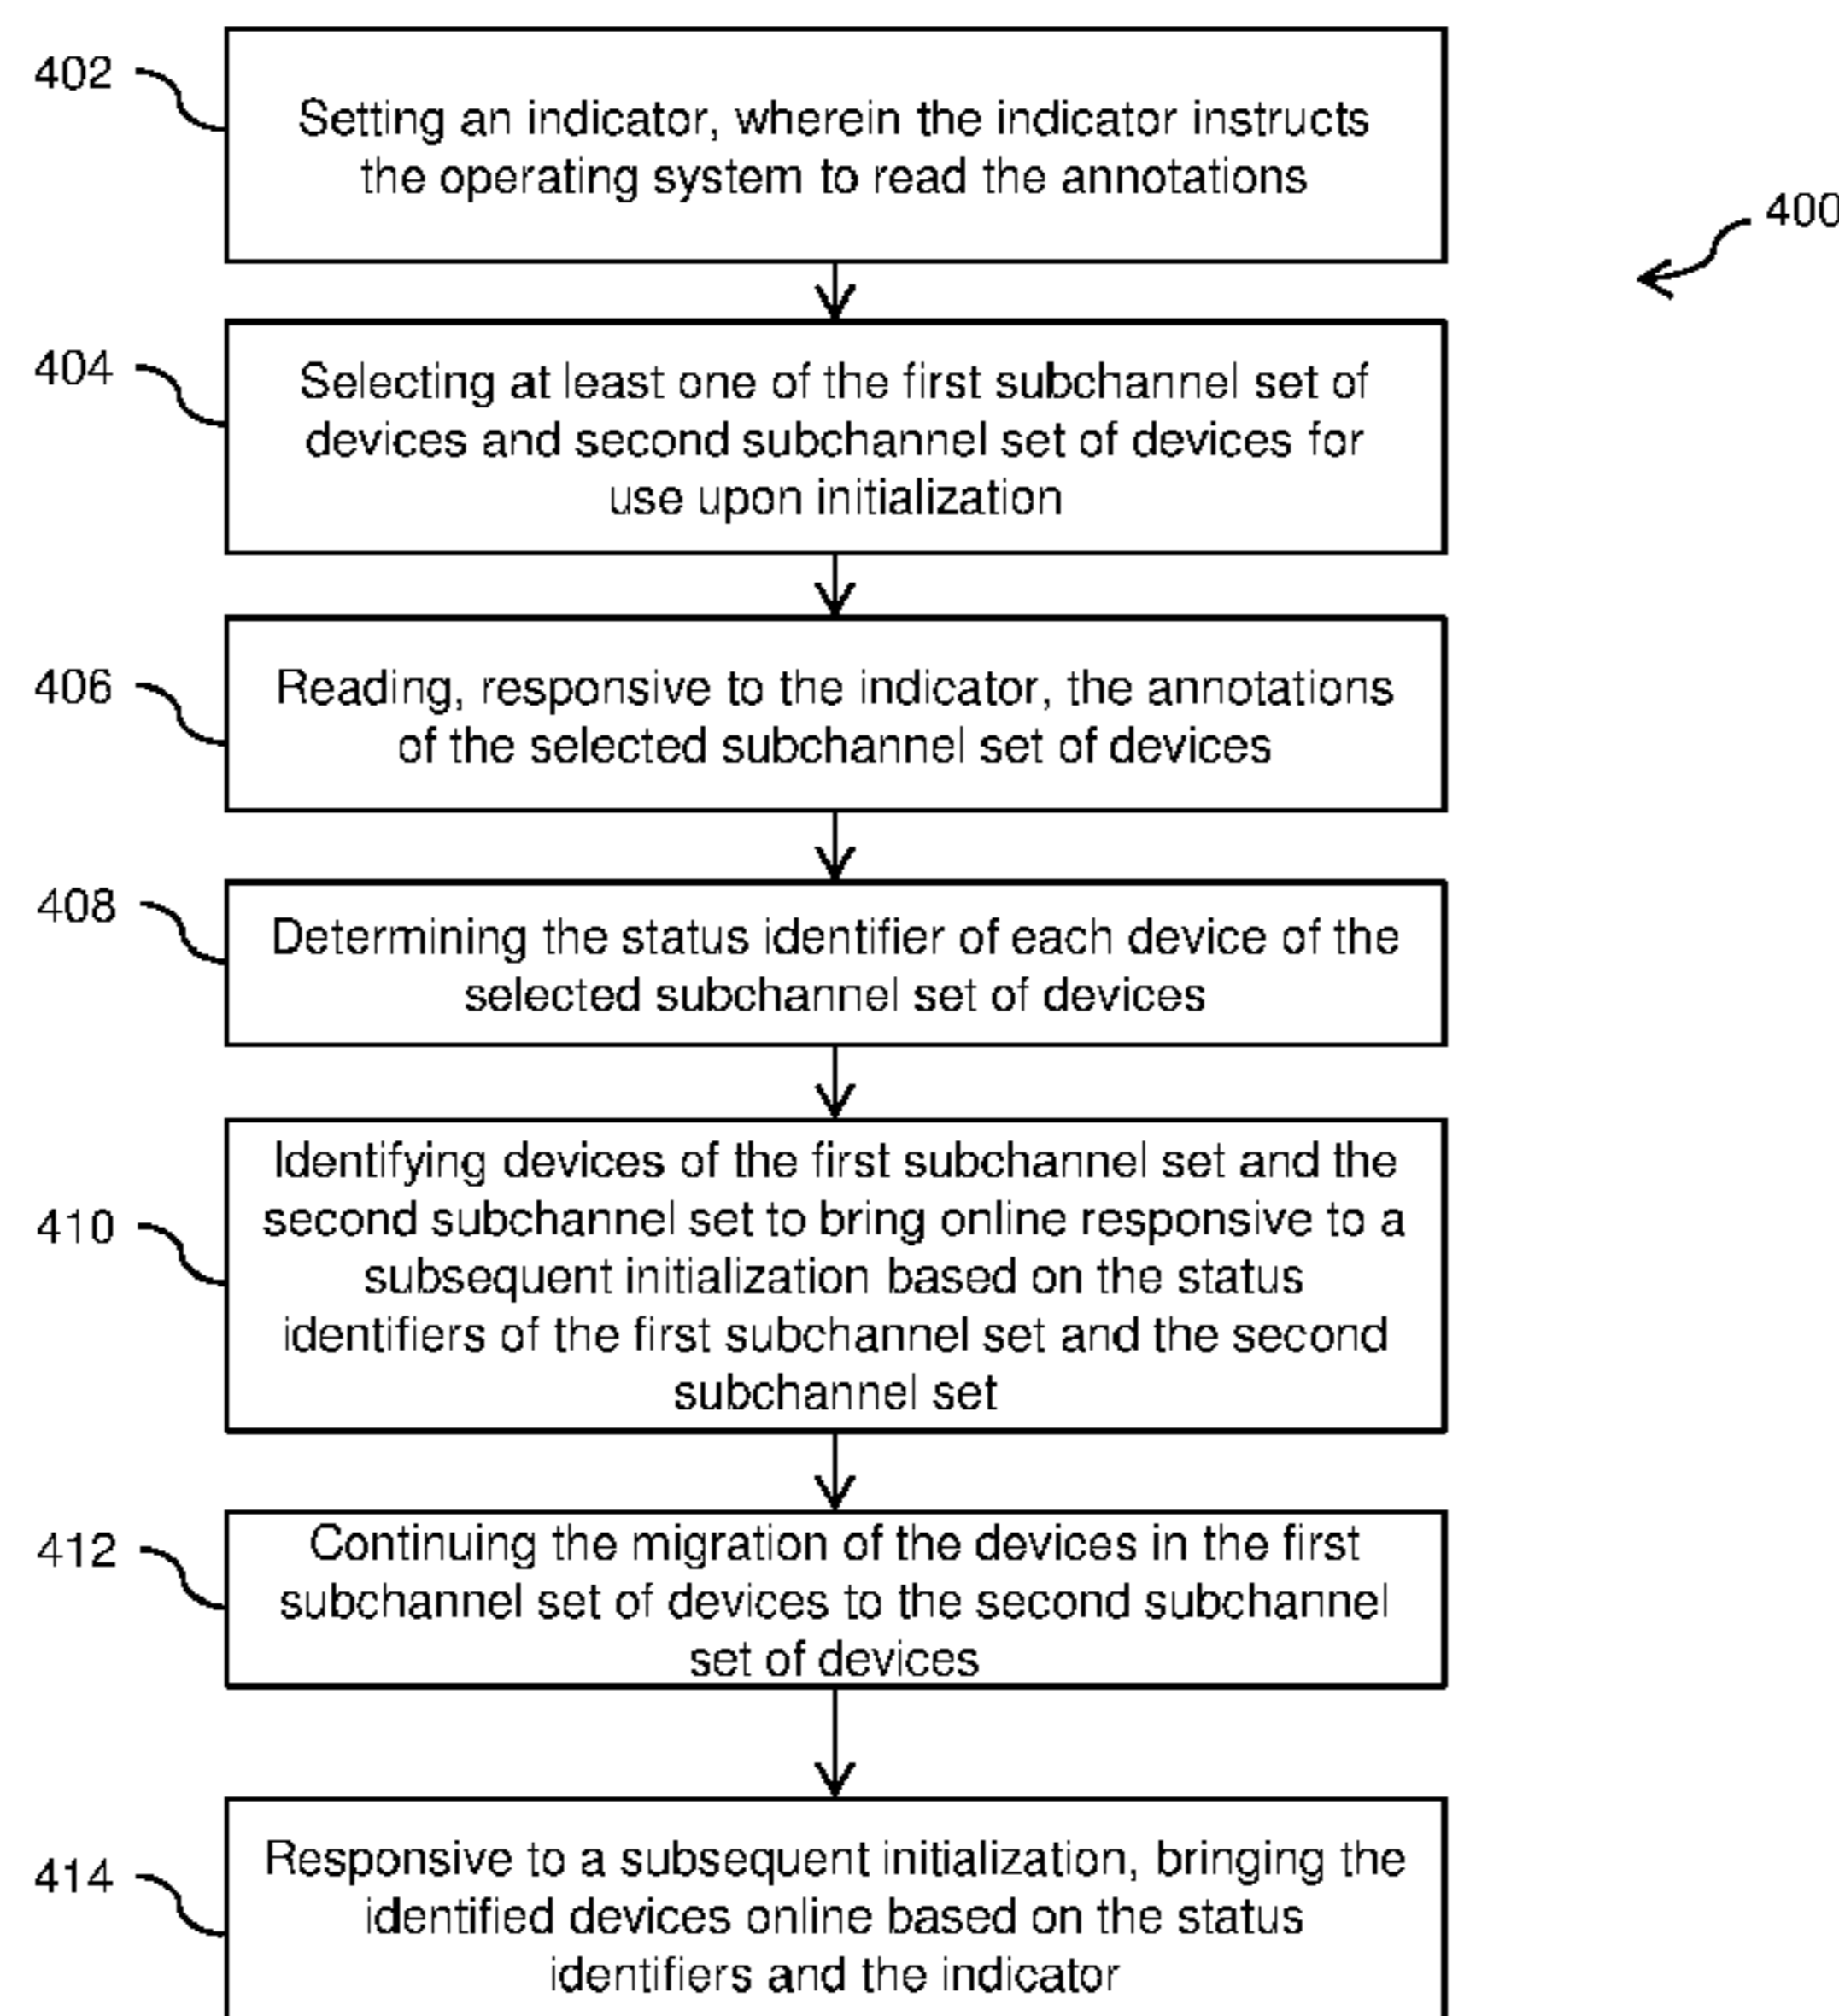 402
Setting an indicator, wherein the indicator instructs
the operating system to read the annotations
400
404
Selecting at least one of the first subchannel set of
devices and second subchannel set of devices for
use upon initialization
406
Reading, responsive to the indicator, the annotations
of the selected subchannel set of devices
408
Determining the status identifier of each device of the
selected subchannel set of devices
410
Identifying devices of the first subchannel set and the
second subchannel set to bring online responsive to a
subsequent initialization based on the status
identifiers of the first subchannel set and the second
subchannel set
412
Continuing the migration of the devices in the first
subchannel set of devices to the second subchannel
set of devices
414
Responsive to a subsequent initialization, bringing the
identified devices online based on the status
identifiers and the indicator